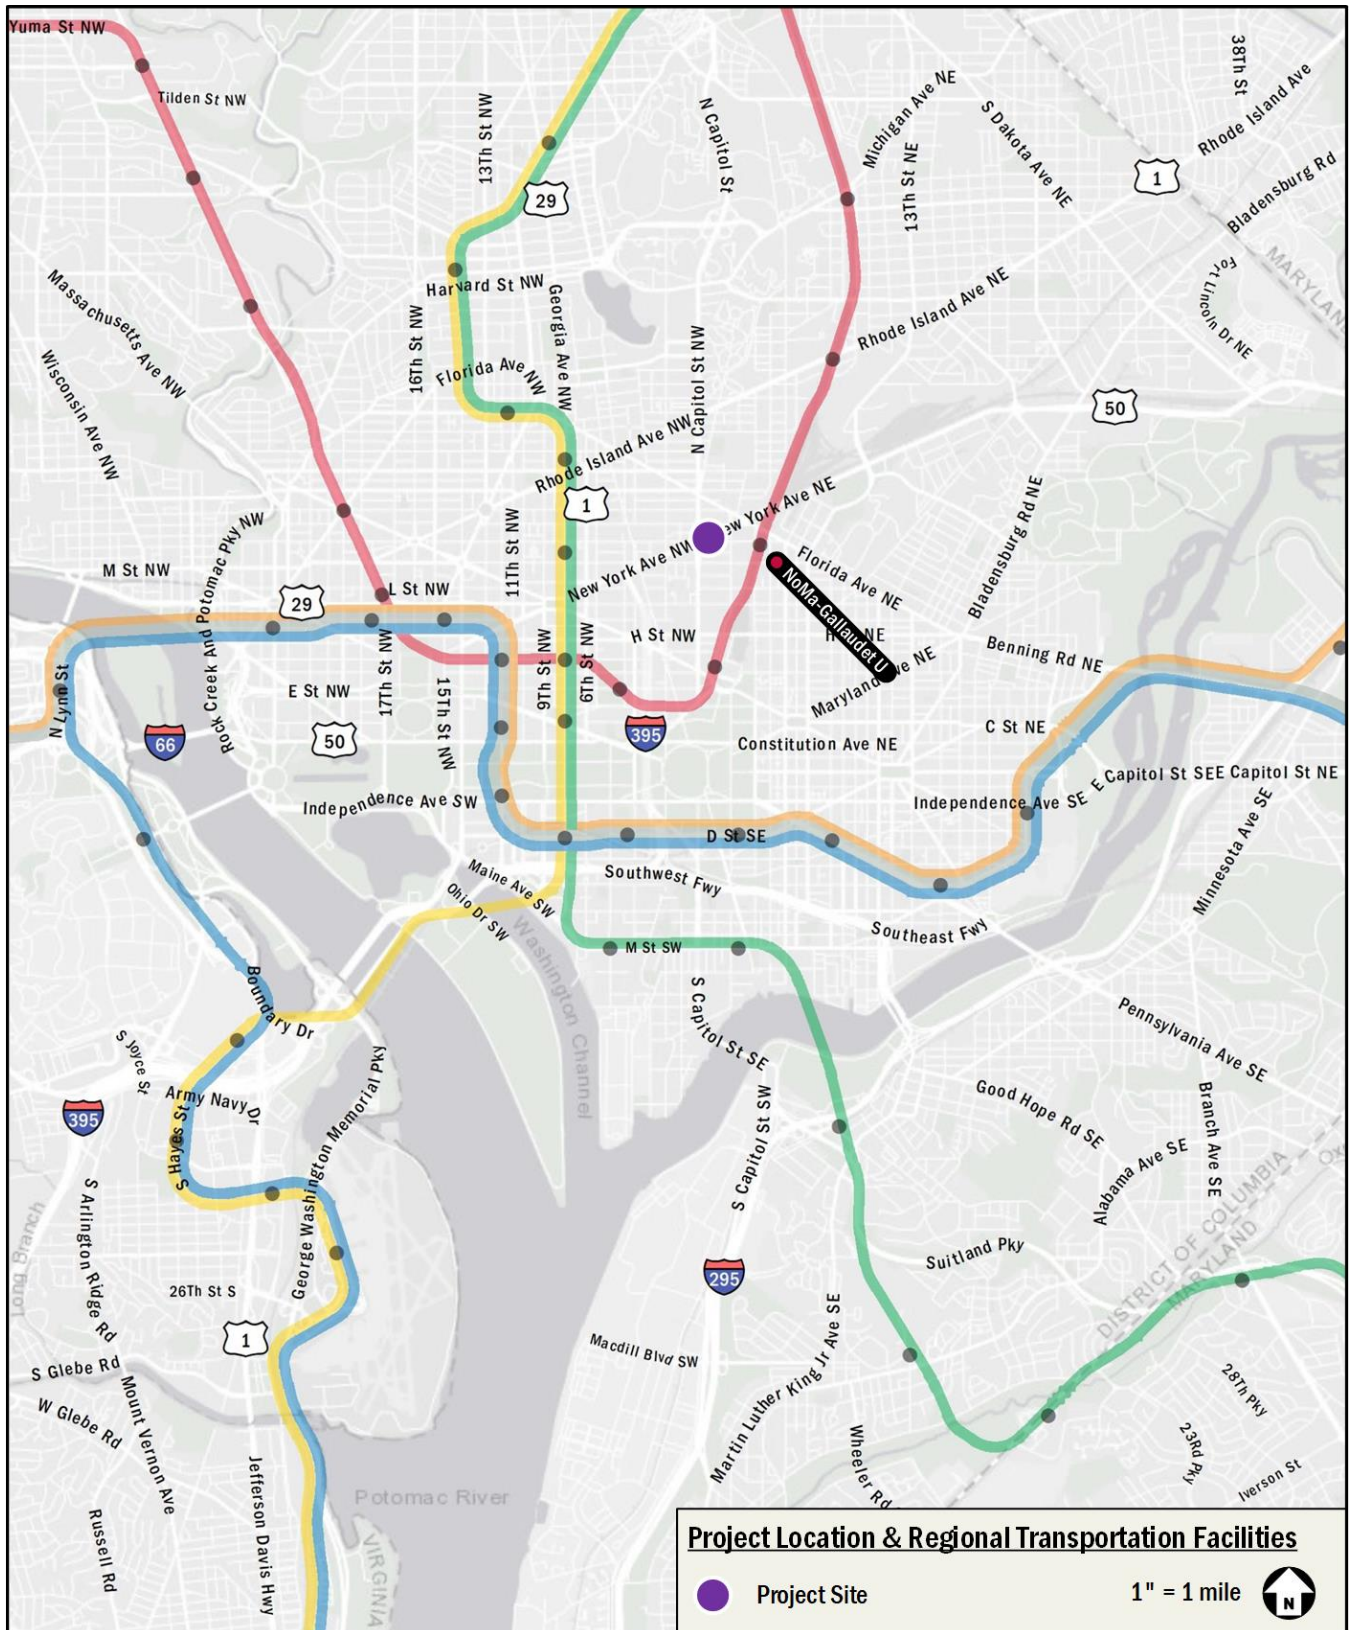 Yuma St NW
Tilden St NW
13Th St NW
N Capitol St
Michigan Ave NE
13Th St NE
S Dakota Ave NE
38Th St
Rhode Island Ave
1
Bladensburg Rd
29
MARYLAND
Fort Lincoln Dr NE
Massachusetts Ave NW
Harvard St NW
16Th St NW
Georgia Ave NW
Florida Ave NW
N Capitol St NW
Rhode Island Ave NE
Wisconsin Ave NW
50
Rhode Island Ave NW
1
New York Ave NW
ew York Ave NE
11Th St NW
Bladensburg Rd NE
Rock Creek And Potomac Pky NW
M St NW
L St NW
29
Florida Ave NE
NoMa-Gallaudet U
H St NW
NE
Benning Rd NE
Maryland
ve NE
N Lynn St
E St NW
17Th St NW
15Th St NW
9Th St NW
6Th St NW
66
50
395
Constitution Ave NE
C St NE
E Capitol St SE
E Capitol St NE
Independence Ave SW
Independence Ave SE
Minnesota Ave SE
D St SE
Maine Ave SW
Ohio Dr SW
Southwest Fwy
Southeast Fwy
Washington Channel
M St SW
Boundary Dr
S Capitol St SE
Pennsylvania Ave SE
S Joyce St
Army Navy Dr
395
S Hayes St
George Washington Memorial Pky
S Capitol St SW
Good Hope Rd SE
Alabama Ave SE
Branch Ave SE
DISTRICT OF COLUMBIA
MARYLAND
Oxo
Long Branch
S Arlington Ridge Rd
26Th St S
1
295
Suitland Pky
Macdill Blvd SW
Martin Luther King Jr Ave SE
S Glebe Rd
W Glebe Rd
Mount Vernon Ave
Russell Rd
Jefferson Davis Hwy
Potomac River
VIRGINIA
Wheeler Rd
28Th Pky
23Rd Pky
Iverson St
Project Location & Regional Transportation Facilities
Project Site
1" = 1 mile
N